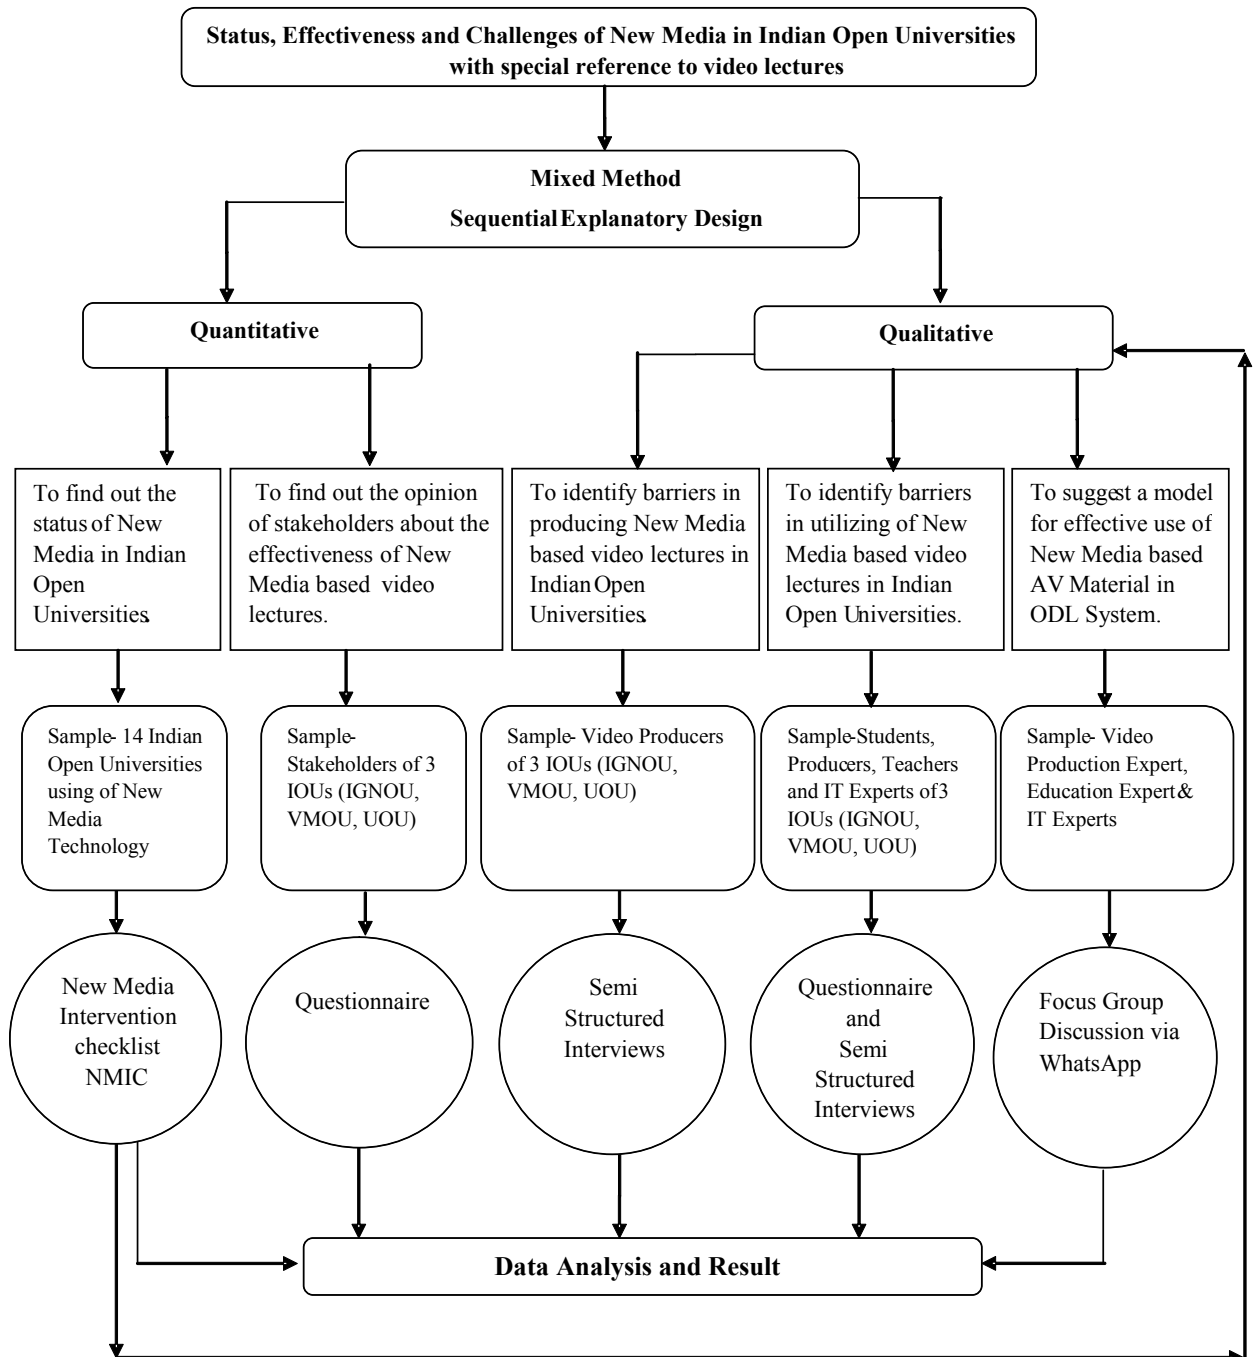 Status, Effectiveness and Challenges of New Media in Indian Open Universities
with special reference to video lectures
Mixed Method
Sequential Explanatory Design
Quantitative
Qualitative
To find out the
status of New
Media in Indian
Open
Universities.
To find out the opinion
of stakeholders about the
effectiveness of New
Media based video
lectures.
To identify barriers in
producing New Media
based video lectures in
Indian Open
Universities.
To identify barriers
in utilizing of New
Media based video
lectures in Indian
Open Universities.
To suggest a model
for effective use of
New Media based
AV Material in
ODL System.
Sample- 14 Indian
Open Universities
using of New
Media
Technology
Sample-
Stakeholders of 3
IOUs (IGNOU,
VMOU, UOU)
Sample- Video Producers
of 3 IOUs (IGNOU,
VMOU, UOU)
Sample-Students,
Producers, Teachers
and IT Experts of 3
IOUs (IGNOU,
VMOU, UOU)
Sample- Video
Production Expert,
Education Expert &
IT Experts
New Media
Intervention
checklist
NMIC
Questionnaire
Semi
Structured
Interviews
Questionnaire
and
Semi
Structured
Interviews
Focus Group
Discussion via
WhatsApp
Data Analysis and Result